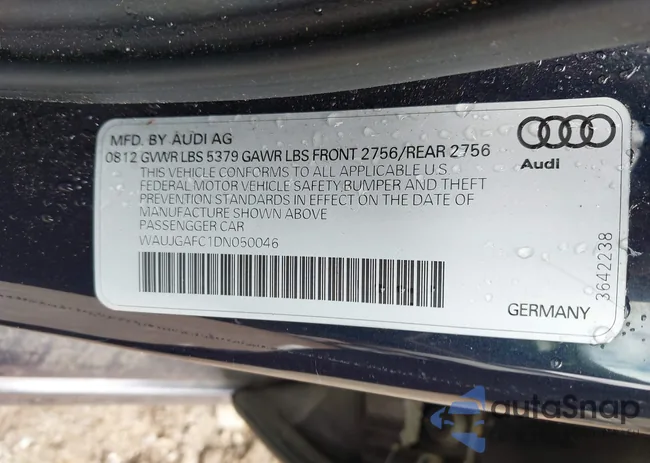 MFD. BY AUDI AG
0812 GVWR LBS 5379 GAWR LBS FRONT 2756/REAR 2756
THIS VEHICLE CONFORMS TO ALL APPLICABLE U.S
FEDERAL MOTOR VEHICLE SAFETY,BUMPER AND THEFT
PREVENTION STANDARDS IN EFFECT ON THE DATE OF
MANUFACTURE SHOWN ABOVE
PASSENGGER CAR
WAUJGAFC1DN050046
Audi
3642238
GERMANY
autoSnap